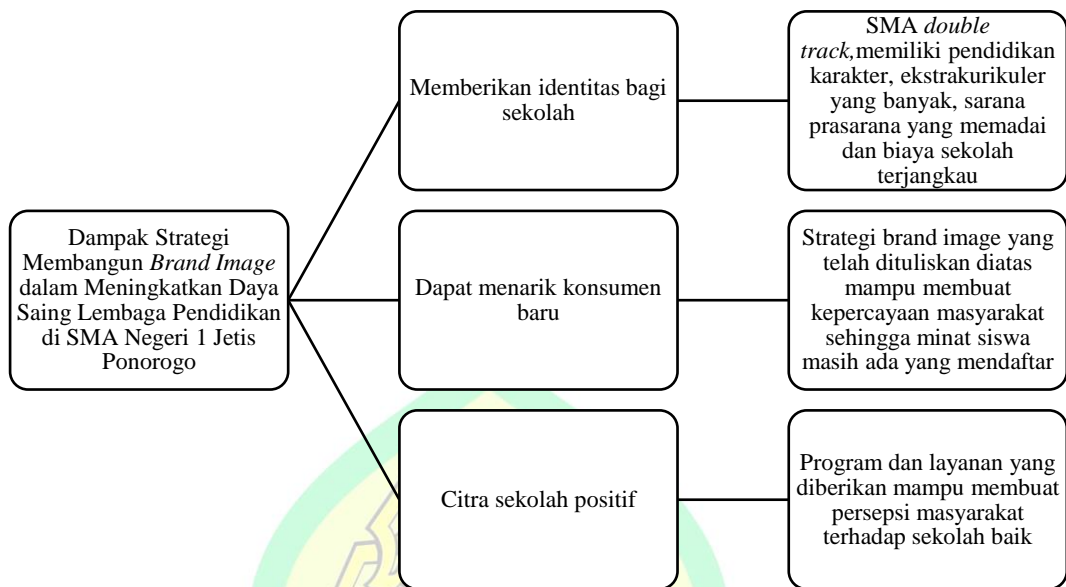 Dampak Strategi
Membangun Brand Image
dalam Meningkatkan Daya
Saing Lembaga Pendidikan
di SMA Negeri 1 Jetis
Ponorogo
Memberikan identitas bagi
sekolah
SMA double
track,memiliki pendidikan
karakter, ekstrakurikuler
yang banyak, sarana
prasarana yang memadai
dan biaya sekolah
terjangkau
Dapat menarik konsumen
baru
Strategi brand image yang
telah dituliskan diatas
mampu membuat
kepercayaan masyarakat
sehingga minat siswa
masih ada yang mendaftar
Citra sekolah positif
Program dan layanan yang
diberikan mampu membuat
persepsi masyarakat
terhadap sekolah baik